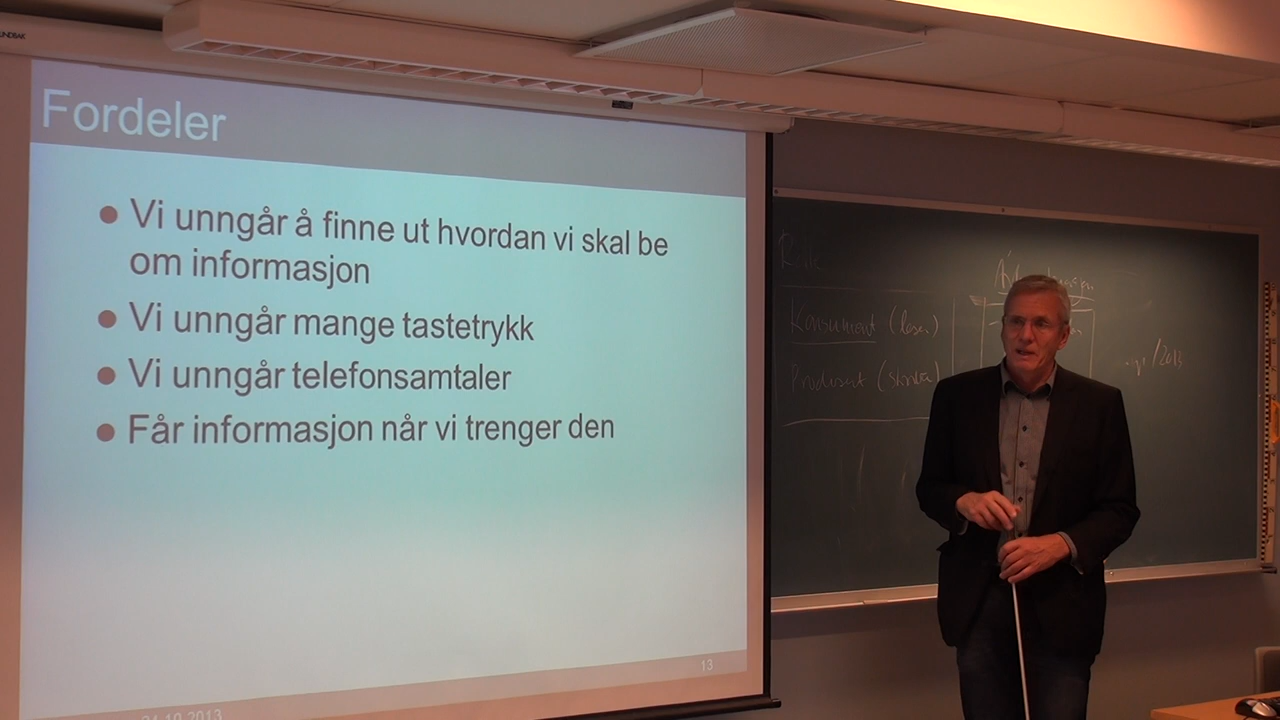 Fordeler
Vi unngår å finne ut hvordan vi skal be
om informasjon
Vi unngår mange tastetrykk
Vi unngår telefonsamtaler
Får informasjon når vi trenger den
13
24.10.2013
Konsument (leser)
Produsent
/2013